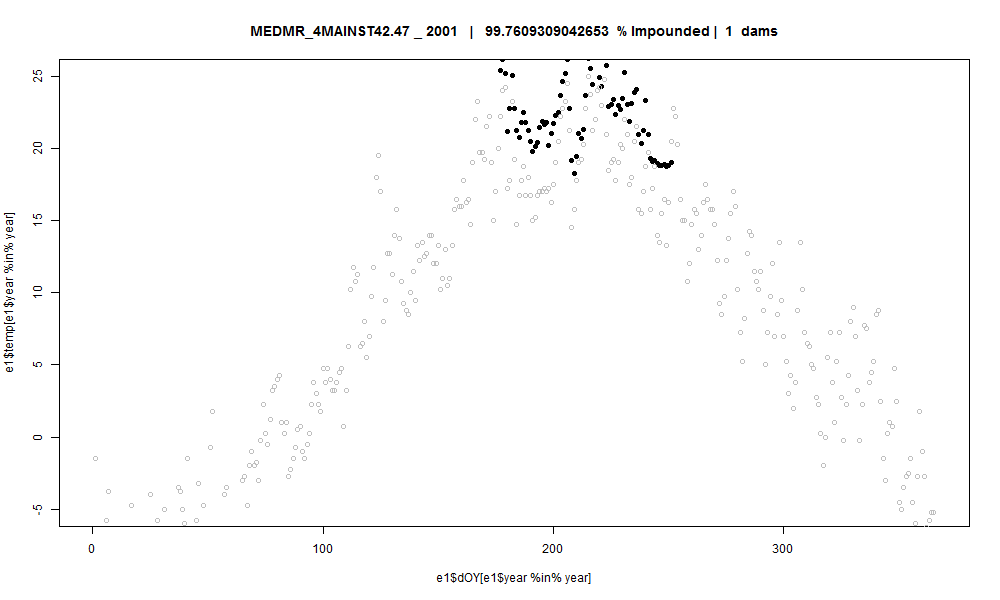 MEDMR_4MAINST42.47 _ 2001 | 99.7609309042653 % Impounded | 1 dams
25
20
15
10
5
0
-5
e1$temp[e1$year %in% year]
0 100 200 300
e1$dOY[e1$year %in% year]